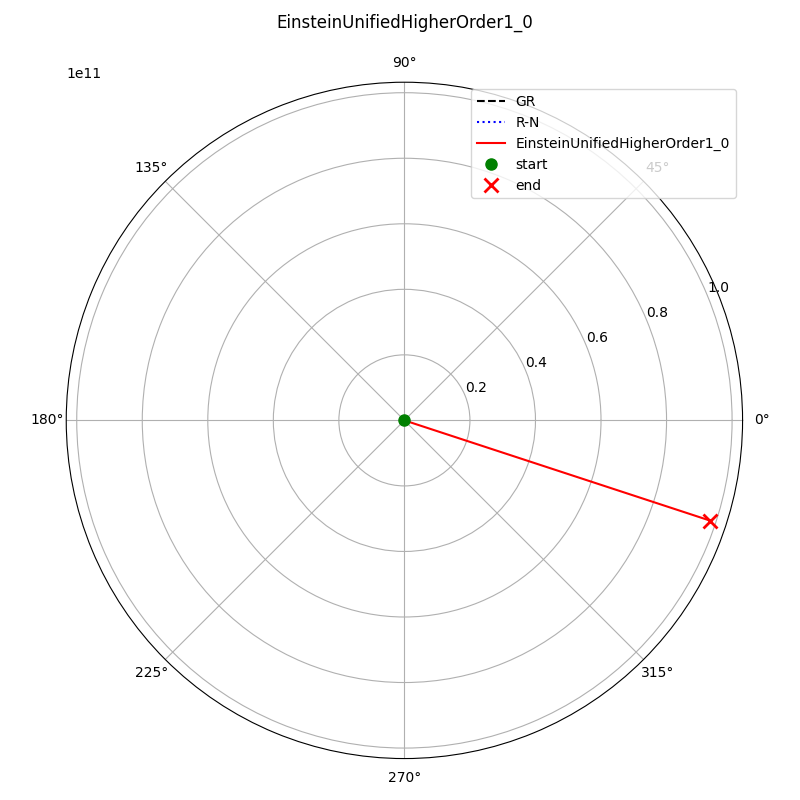 EinsteinUnifiedHigherOrder1_0
90°
1e11
GR
R-N
EinsteinUnifiedHigherOrder1_0
start
end
135°
45°
1.0
0.8
0.6
0.4
0.2
180°
0°
225°
315°
270°